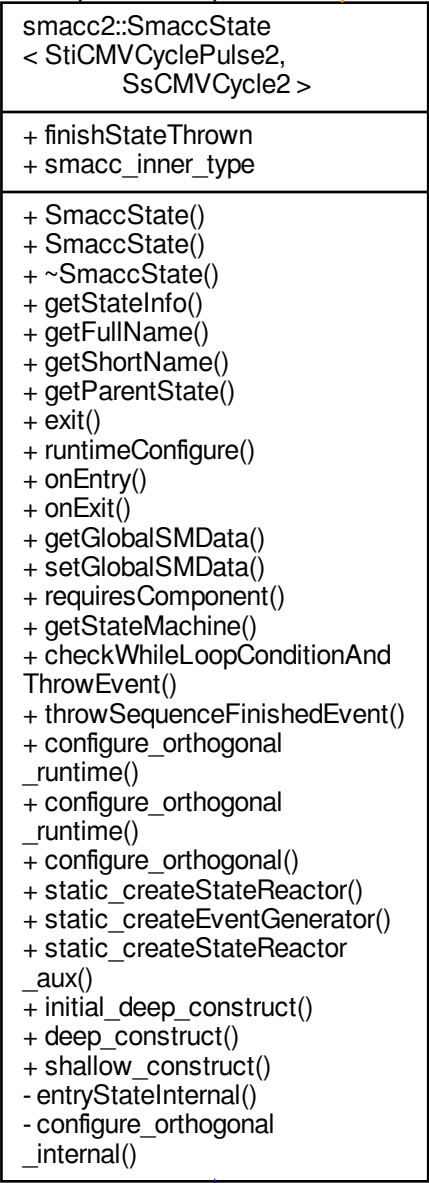 smacc2::SmaccState
< StiCMVCyclePulse2,
SsCMVCycle2 >
+ finishStateThrown
+ smacc_inner_type
+ SmaccState()
+ SmaccState()
+ ~SmaccState()
+ getStateInfo()
+ getFullName()
+ getShortName()
+ getParentState()
+ exit()
+ runtimeConfigure()
+ onEntry()
+ onExit()
+ getGlobalSMData()
+ setGlobalSMData()
+ requiresComponent()
+ getStateMachine()
+ checkWhileLoopConditionAnd
ThrowEvent()
+ throwSequenceFinishedEvent()
+ configure_orthogonal
_runtime()
+ configure_orthogonal
_runtime()
+ configure_orthogonal()
+ static_createStateReactor()
+ static_createEventGenerator()
+ static_createStateReactor
_aux()
+ initial_deep_construct()
+ deep_construct()
+ shallow_construct()
- entryStateInternal()
- configure_orthogonal
_internal()